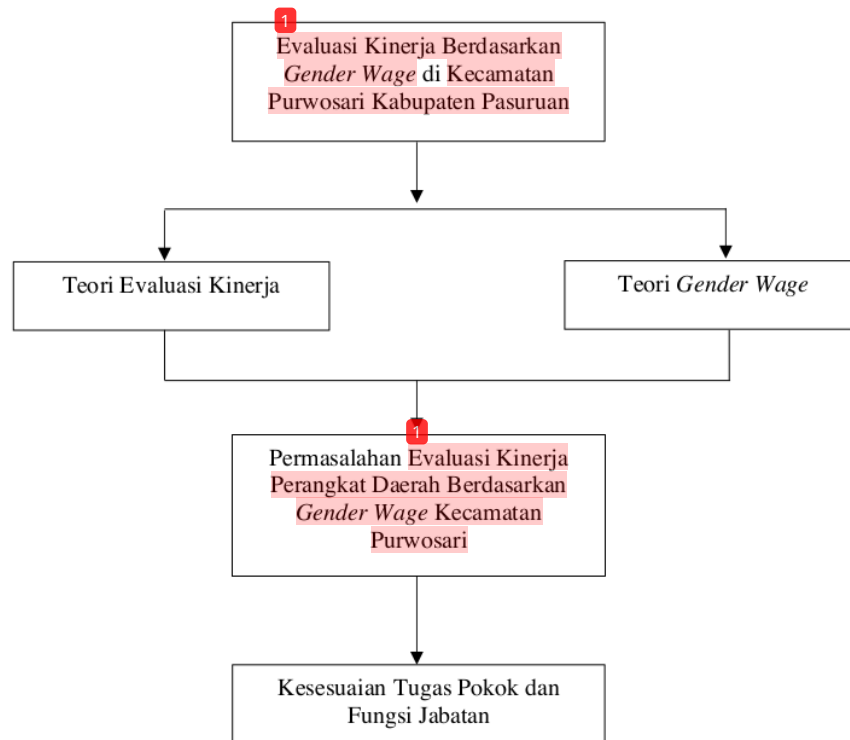 1
Evaluasi Kinerja Berdasarkan
Gender Wage di Kecamatan
Purwosari Kabupaten Pasuruan
Teori Evaluasi Kinerja
Teori Gender Wage
1
Permasalahan Evaluasi Kinerja
Perangkat Daerah Berdasarkan
Gender Wage Kecamatan
Purwosari
Kesesuaian Tugas Pokok dan
Fungsi Jabatan